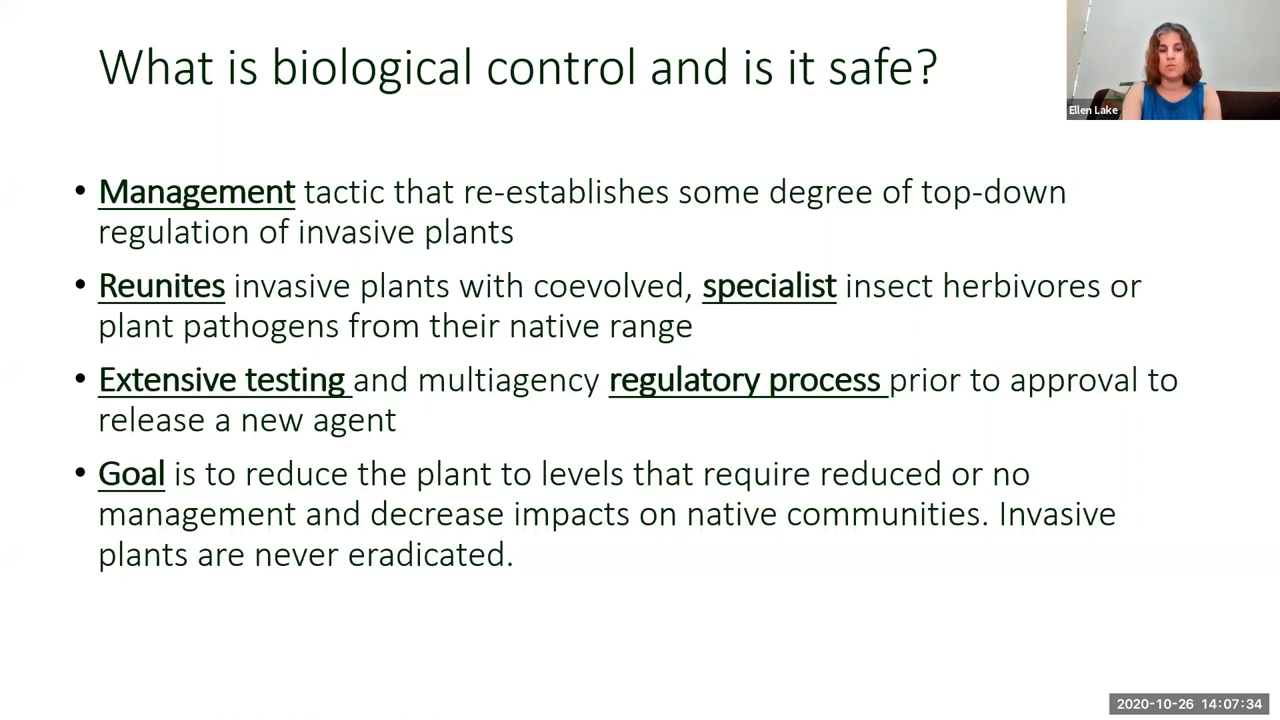 What is biological control and is it safe?
Ellen Lake
• Management tactic that re-establishes some degree of top-down
regulation of invasive plants
• Reunites invasive plants with coevolved, specialist insect herbivores or
plant pathogens from their native range
• Extensive testing and multiagency regulatory process prior to approval to
release a new agent
• Goal is to reduce the plant to levels that require reduced or no
management and decrease impacts on native communities. Invasive
plants are never eradicated.
2020-10-26 14:07:34